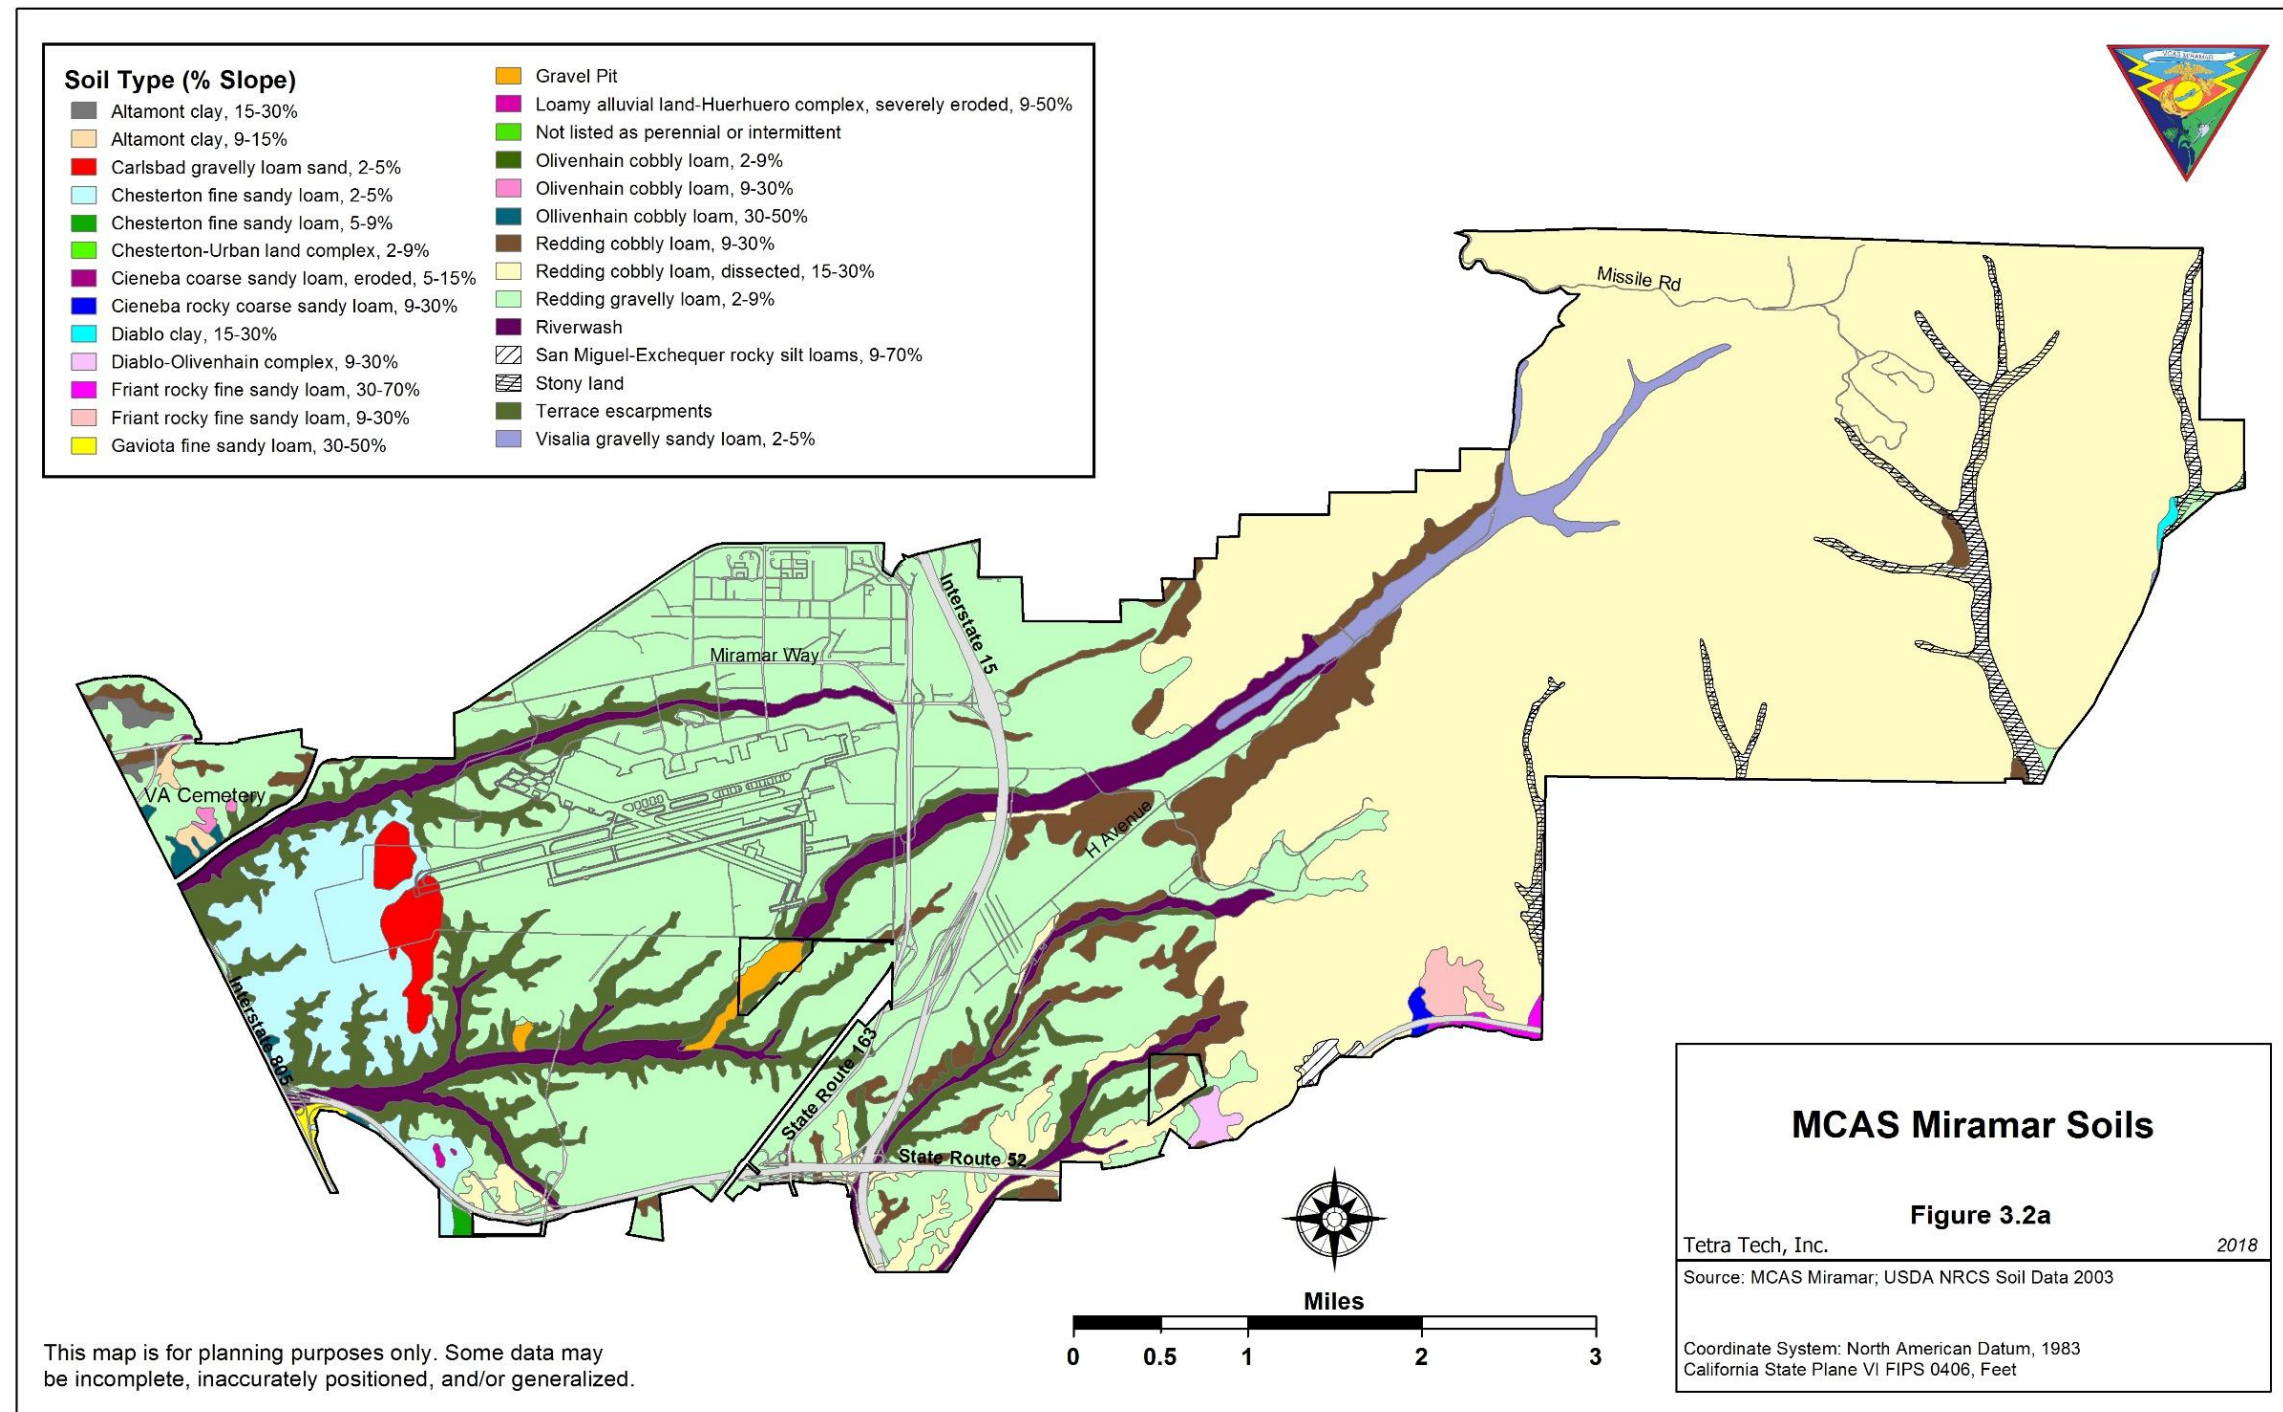 MCAS MIRAMAR
Soil Type (% Slope)
Altamont clay, 15-30%
Altamont clay, 9-15%
Carlsbad gravelly loam sand, 2-5%
Chesterton fine sandy loam, 2-5%
Chesterton fine sandy loam, 5-9%
Chesterton-Urban land complex, 2-9%
Cieneba coarse sandy loam, eroded, 5-15%
Cieneba rocky coarse sandy loam, 9-30%
Diablo clay, 15-30%
Diablo-Olivenhain complex, 9-30%
Friant rocky fine sandy loam, 30-70%
Friant rocky fine sandy loam, 9-30%
Gaviota fine sandy loam, 30-50%
Gravel Pit
Loamy alluvial land-Huerhuero complex, severely eroded, 9-50%
Not listed as perennial or intermittent
Olivenhain cobbly loam, 2-9%
Olivenhain cobbly loam, 9-30%
Ollivenhain cobbly loam, 30-50%
Redding cobbly loam, 9-30%
Redding cobbly loam, dissected, 15-30%
Redding gravelly loam, 2-9%
Riverwash
San Miguel-Exchequer rocky silt loams, 9-70%
Stony land
Terrace escarpments
Visalia gravelly sandy loam, 2-5%
Missile Rd
Interstate 15
Miramar Way
VA Cemetery
H Avenue
Interstate 805
State Route 163
State Route 52
MCAS Miramar Soils
Figure 3.2a
Tetra Tech, Inc.
2018
Source: MCAS Miramar; USDA NRCS Soil Data 2003
Coordinate System: North American Datum, 1983
California State Plane VI FIPS 0406, Feet
Miles
0 0.5 1 2 3
This map is for planning purposes only. Some data may
be incomplete, inaccurately positioned, and/or generalized.